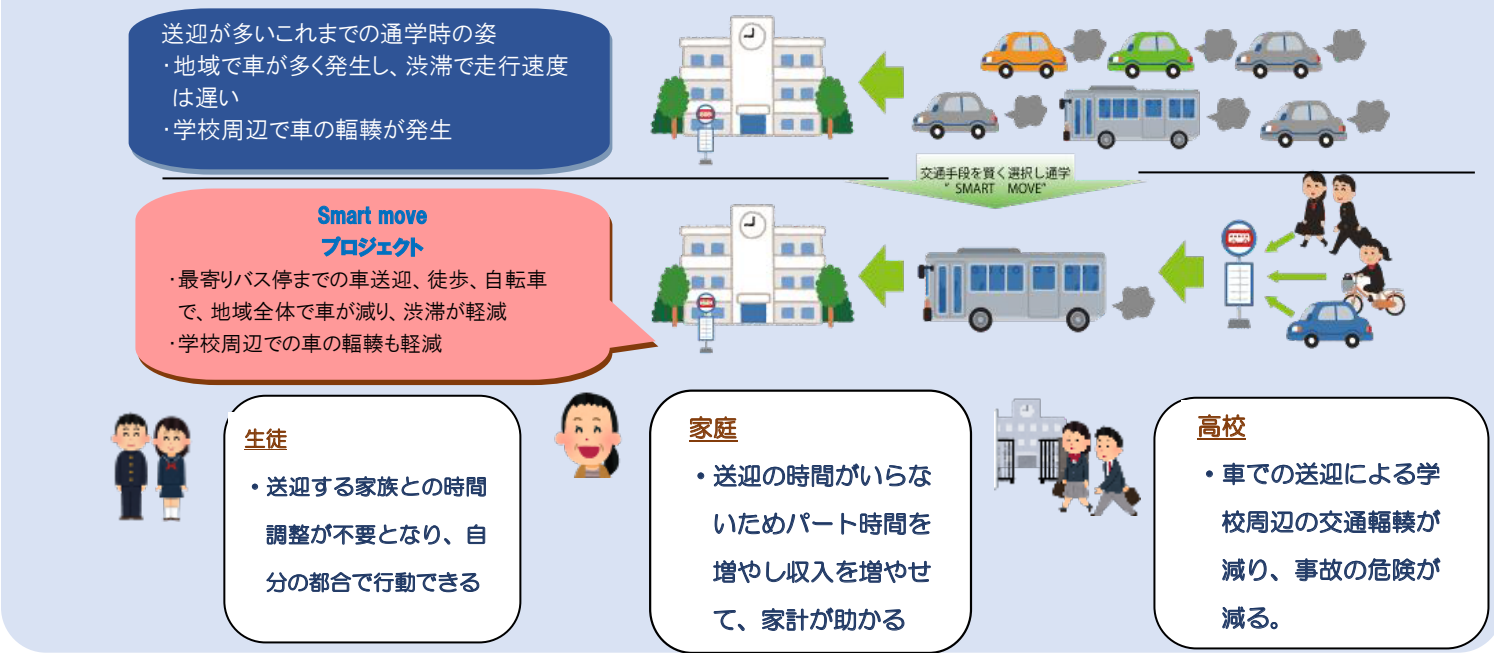 送迎が多いこれまでの通学時の姿
・地域で車が多く発生し、渋滞で走行速度
は遅い
・学校周辺で車の輻輳が発生
交通手段を賢く選択し通学
" SMART MOVE"
Smart move
プロジェクト
・最寄りバス停までの車送迎、徒歩、自転車
で、地域全体で車が減り、渋滞が軽減
・学校周辺での車の輻輳も軽減
生徒
・送迎する家族との時間
調整が不要となり、自
分の都合で行動できる
家庭
・送迎の時間がいらな
いためパート時間を
増やし収入を増やせ
て、家計が助かる
高校
・車での送迎による学
校周辺の交通輻輳が
減り、事故の危険が
減る。